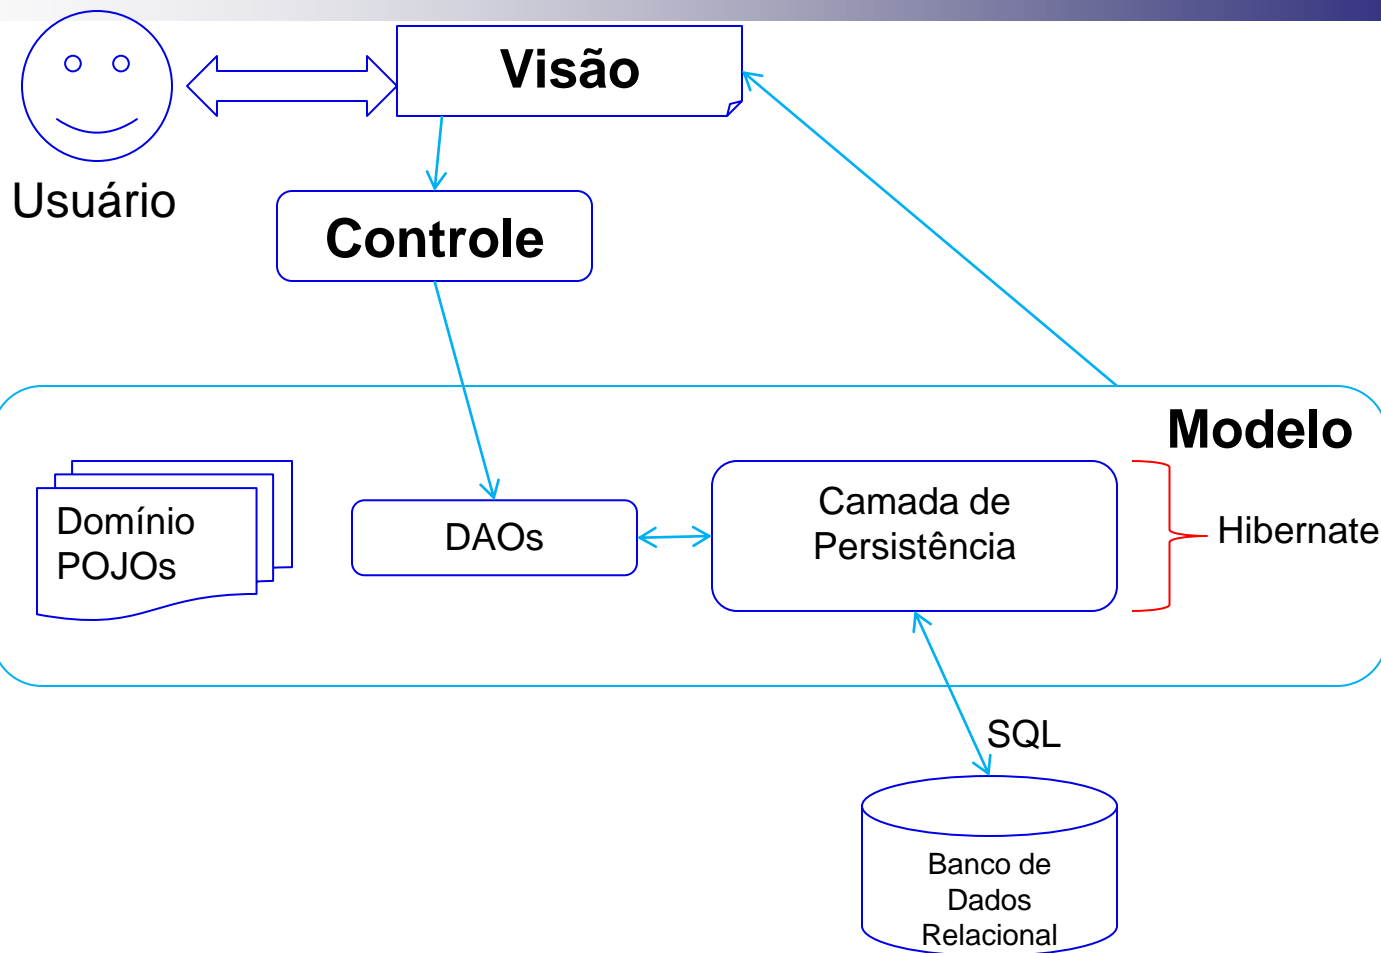 Visão
Usuário
Controle
Modelo
Domínio
POJOs
DAOs
Camada de
Persistência
Hibernate
SQL
Banco de
Dados
Relacional